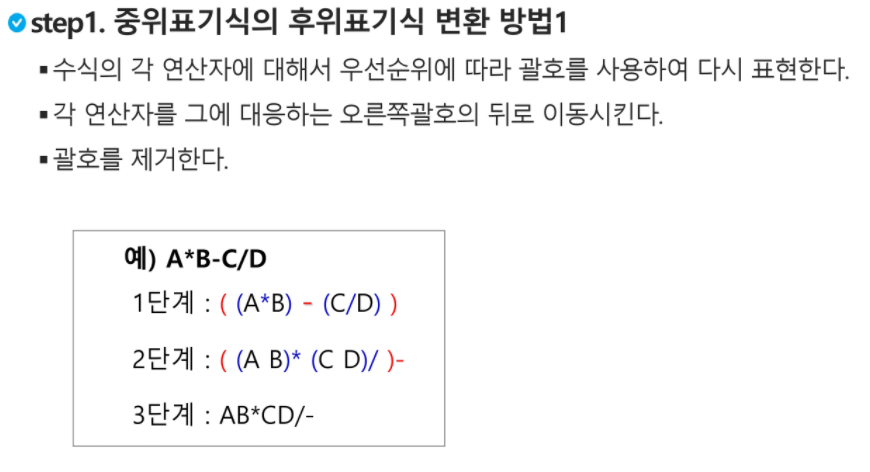 step1. 중위표기식의 후위표기식 변환 방법1
▪수식의 각 연산자에 대해서 우선순위에 따라 괄호를 사용하여 다시 표현한다.
▪각 연산자를 그에 대응하는 오른쪽괄호의 뒤로 이동시킨다.
▪괄호를 제거한다.
예) A*B-C/D
1단계 : ( (A*B) - (C/D) )
2단계 : ( (A B)* (C D)/ )-
3단계 : AB*CD/-